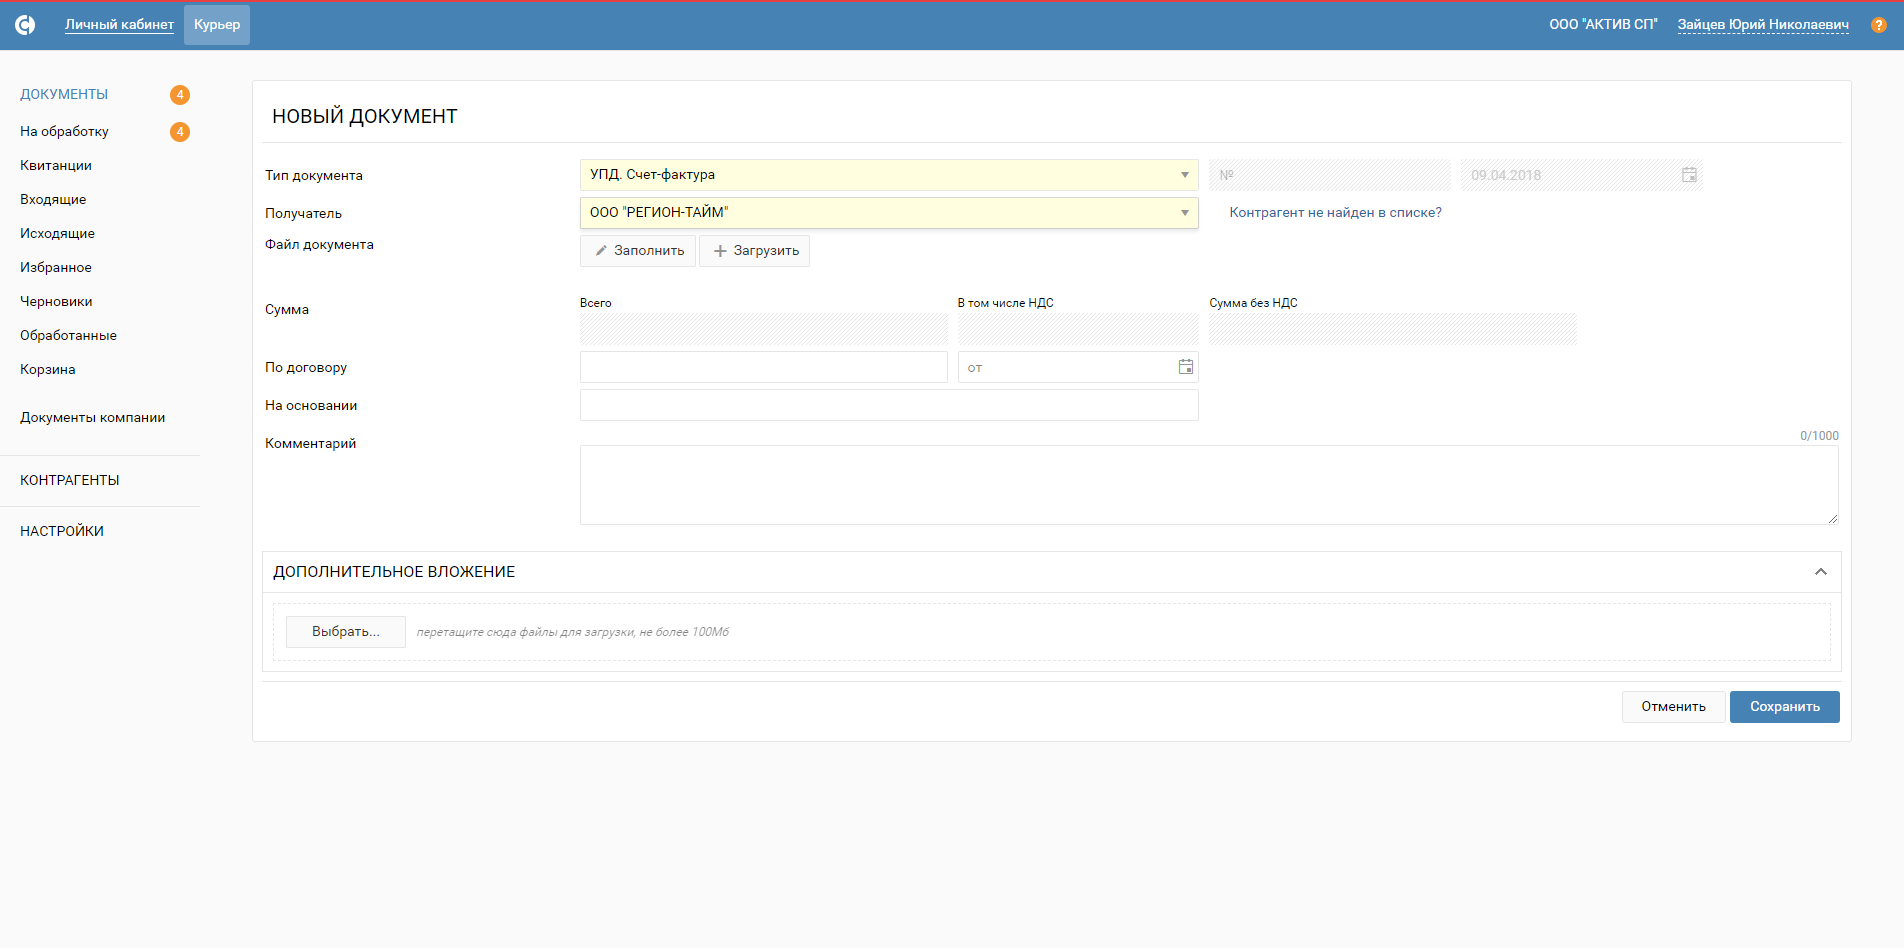 Личный кабинет Курьер ООО "АКТИВ СП" Зайцев Юрий Николаевич ?
ДОКУМЕНТЫ 4
На обработку 4
Квитанции
Входящие
Исходящие
Избранное
Черновики
Обработанные
Корзина
Документы компании
КОНТРАГЕНТЫ
НАСТРОЙКИ
НОВЫЙ ДОКУМЕНТ
Тип документа УПД. Счет-фактура № 09.04.2018
Получатель ООО "РЕГИОН-ТАЙМ" Контрагент не найден в списке?
Файл документа Заполнить Загрузить
Сумма Всего В том числе НДС Сумма без НДС
По договору от
На основании
Комментарий 0/1000
ДОПОЛНИТЕЛЬНОЕ ВЛОЖЕНИЕ
Выбрать... перетащите сюда файлы для загрузки, не более 100Мб
Отменить Сохранить